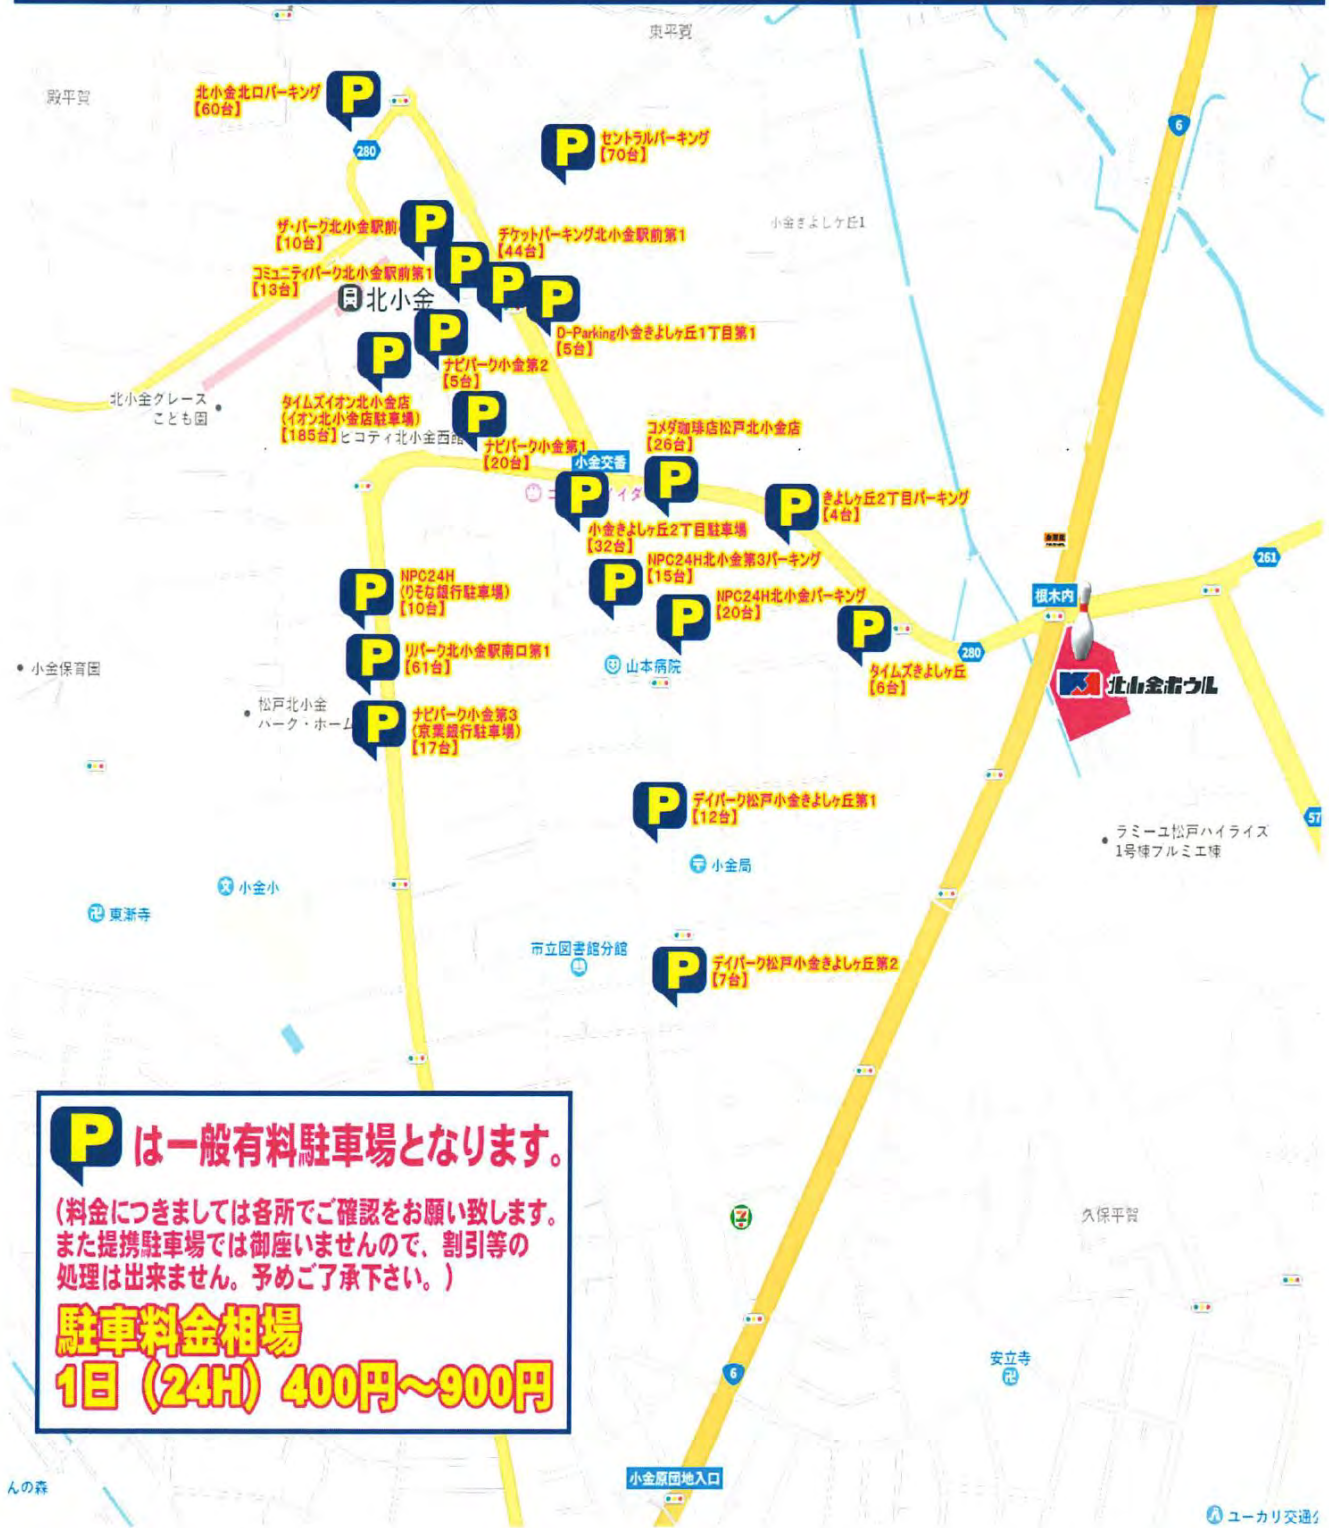 東平賀
殿平賀
北小金北口パーキング
【60台】
280
6
セントラルパーキング
【70台】
小金きよしケ丘1
ザ・パーク北小金駅前
【10台】
チケットパーキング北小金駅前第1
【44台】
コミュニティパーク北小金駅前第1
【13台】
北小金
D-Parking小金きよしヶ丘1丁目第1
【5台】
ナビパーク小金第2
【5台】
北小金グレース
こども園
タイムズイオン北小金店
(イオン北小金店駐車場)
【185台】
ピコティ北小金西館
ナビパーク小金第1
【20台】
小金交番
コメダ珈琲店松戸北小金店
【26台】
きよしヶ丘2丁目パーキング
【4台】
小金きよしヶ丘2丁目駐車場
【32台】
NPC24H北小金第3パーキング
【15台】
NPC24H北小金パーキング
【20台】
261
根木内
NPC24H
(りそな銀行駐車場)
【10台】
リパーク北小金駅南口第1
【61台】
小金保育園
山本病院
280
タイムズきよしヶ丘
【6台】
北小金ボウル
松戸北小金
パーク・ホーム
ナビパーク小金第3
(京葉銀行駐車場)
【17台】
デイパーク松戸小金きよしヶ丘第1
【12台】
57
ラミーユ松戸ハイライズ
1号棟プルミエ棟
小金局
小金小
東漸寺
市立図書館分館
デイパーク松戸小金きよしヶ丘第2
【7台】
P は一般有料駐車場となります。
(料金につきましては各所でご確認をお願い致します。
また提携駐車場では御座いませんので、割引等の
処理は出来ません。予めご了承下さい。)
駐車料金相場
1日（24H）400円～900円
久保平賀
安立寺
6
小金原団地入口
んの森
ユーカリ交通